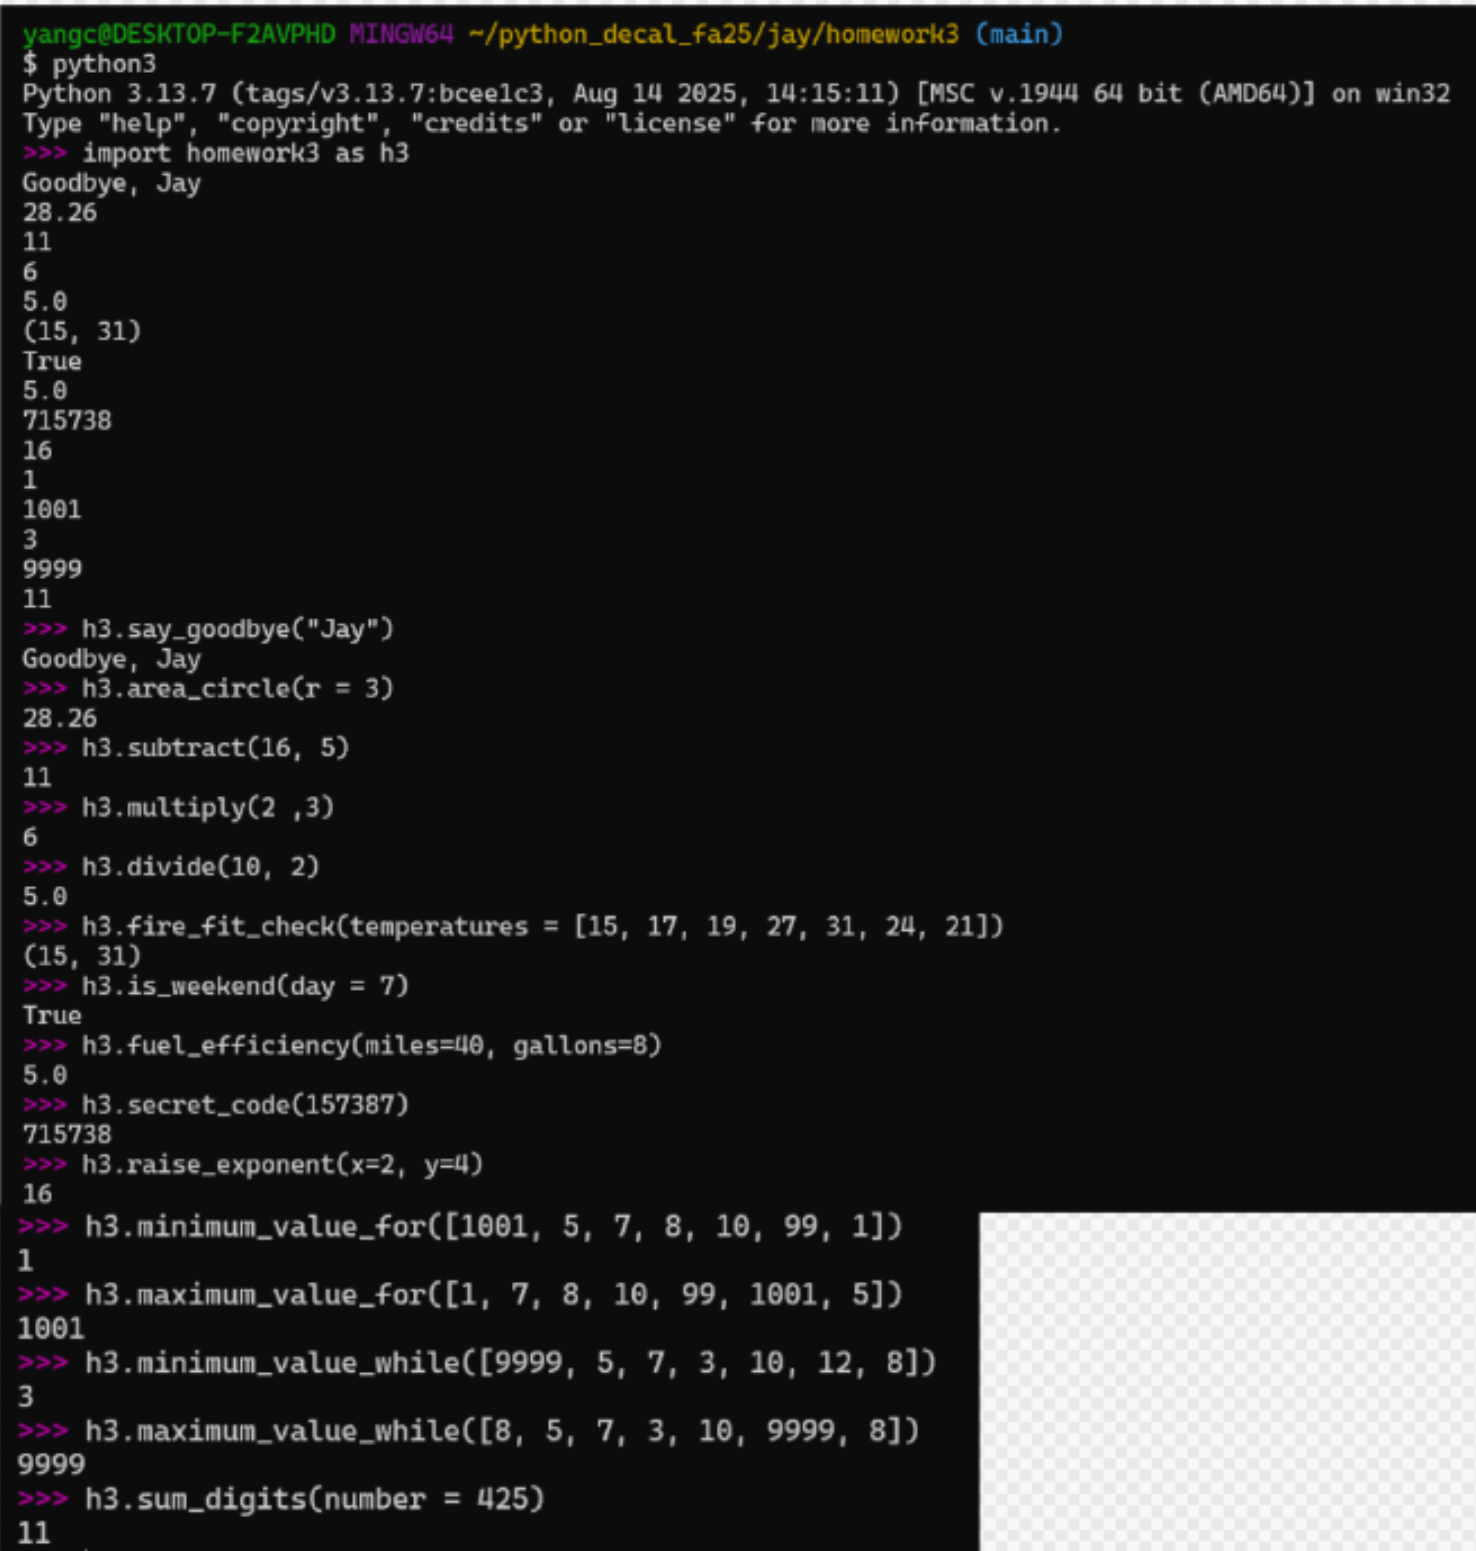 yangc@DESKTOP-F2AVPHD MINGW64 ~/python_decal_fa25/jay/homework3 (main)
$ python3
Python 3.13.7 (tags/v3.13.7:bcee1c3, Aug 14 2025, 14:15:11) [MSC v.1944 64 bit (AMD64)] on win32
Type "help", "copyright", "credits" or "license" for more information.
>>> import homework3 as h3
Goodbye, Jay
28.26
11
6
5.0
(15, 31)
True
5.0
715738
16
1
1001
3
9999
11
>>> h3.say_goodbye("Jay")
Goodbye, Jay
>>> h3.area_circle(r = 3)
28.26
>>> h3.subtract(16, 5)
11
>>> h3.multiply(2 ,3)
6
>>> h3.divide(10, 2)
5.0
>>> h3.fire_fit_check(temperatures = [15, 17, 19, 27, 31, 24, 21])
(15, 31)
>>> h3.is_weekend(day = 7)
True
>>> h3.fuel_efficiency(miles=40, gallons=8)
5.0
>>> h3.secret_code(157387)
715738
>>> h3.raise_exponent(x=2, y=4)
16
>>> h3.minimum_value_for([1001, 5, 7, 8, 10, 99, 1])
1
>>> h3.maximum_value_for([1, 7, 8, 10, 99, 1001, 5])
1001
>>> h3.minimum_value_while([9999, 5, 7, 3, 10, 12, 8])
3
>>> h3.maximum_value_while([8, 5, 7, 3, 10, 9999, 8])
9999
>>> h3.sum_digits(number = 425)
11